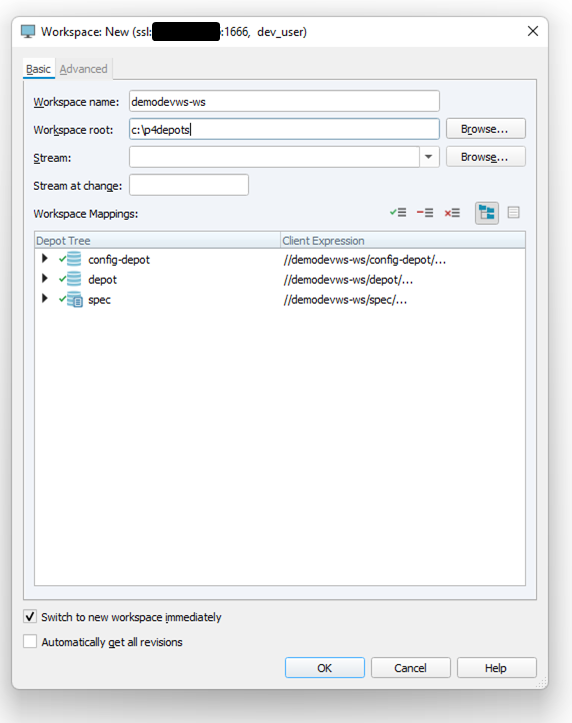 Workspace: New (ssl: :1666, dev_user)
Basic Advanced
Workspace name: demodevws-ws
Workspace root: c:\p4depots Browse...
Stream: Browse...
Stream at change:
Workspace Mappings:
Depot Tree Client Expression
config-depot //demodevws-ws/config-depot/...
depot //demodevws-ws/depot/...
spec //demodevws-ws/spec/...
Switch to new workspace immediately
Automatically get all revisions
OK Cancel Help